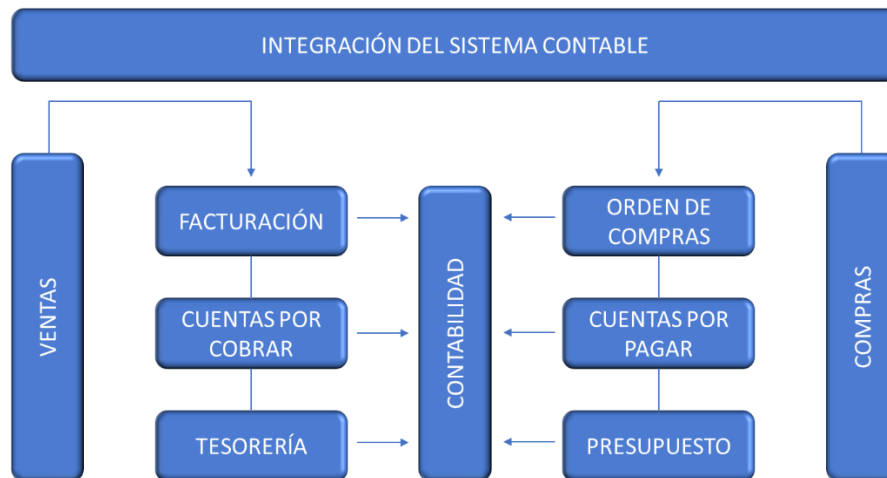 INTEGRACIÓN DEL SISTEMA CONTABLE
VENTAS
FACTURACIÓN
CUENTAS POR
COBRAR
TESORERÍA
CONTABILIDAD
ORDEN DE
COMPRAS
CUENTAS POR
PAGAR
PRESUPUESTO
COMPRAS